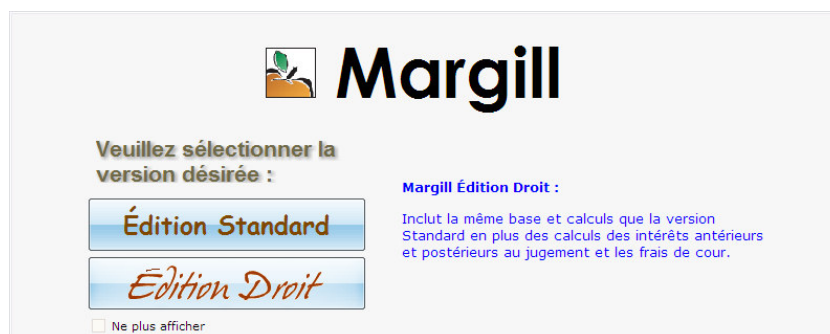 Margill
Veuillez sélectionner la
version désirée :
Édition Standard
Édition Droit
Ne plus afficher
Margill Édition Droit :
Inclut la même base et calculs que la version
Standard en plus des calculs des intérêts antérieurs
et postérieurs au jugement et les frais de cour.